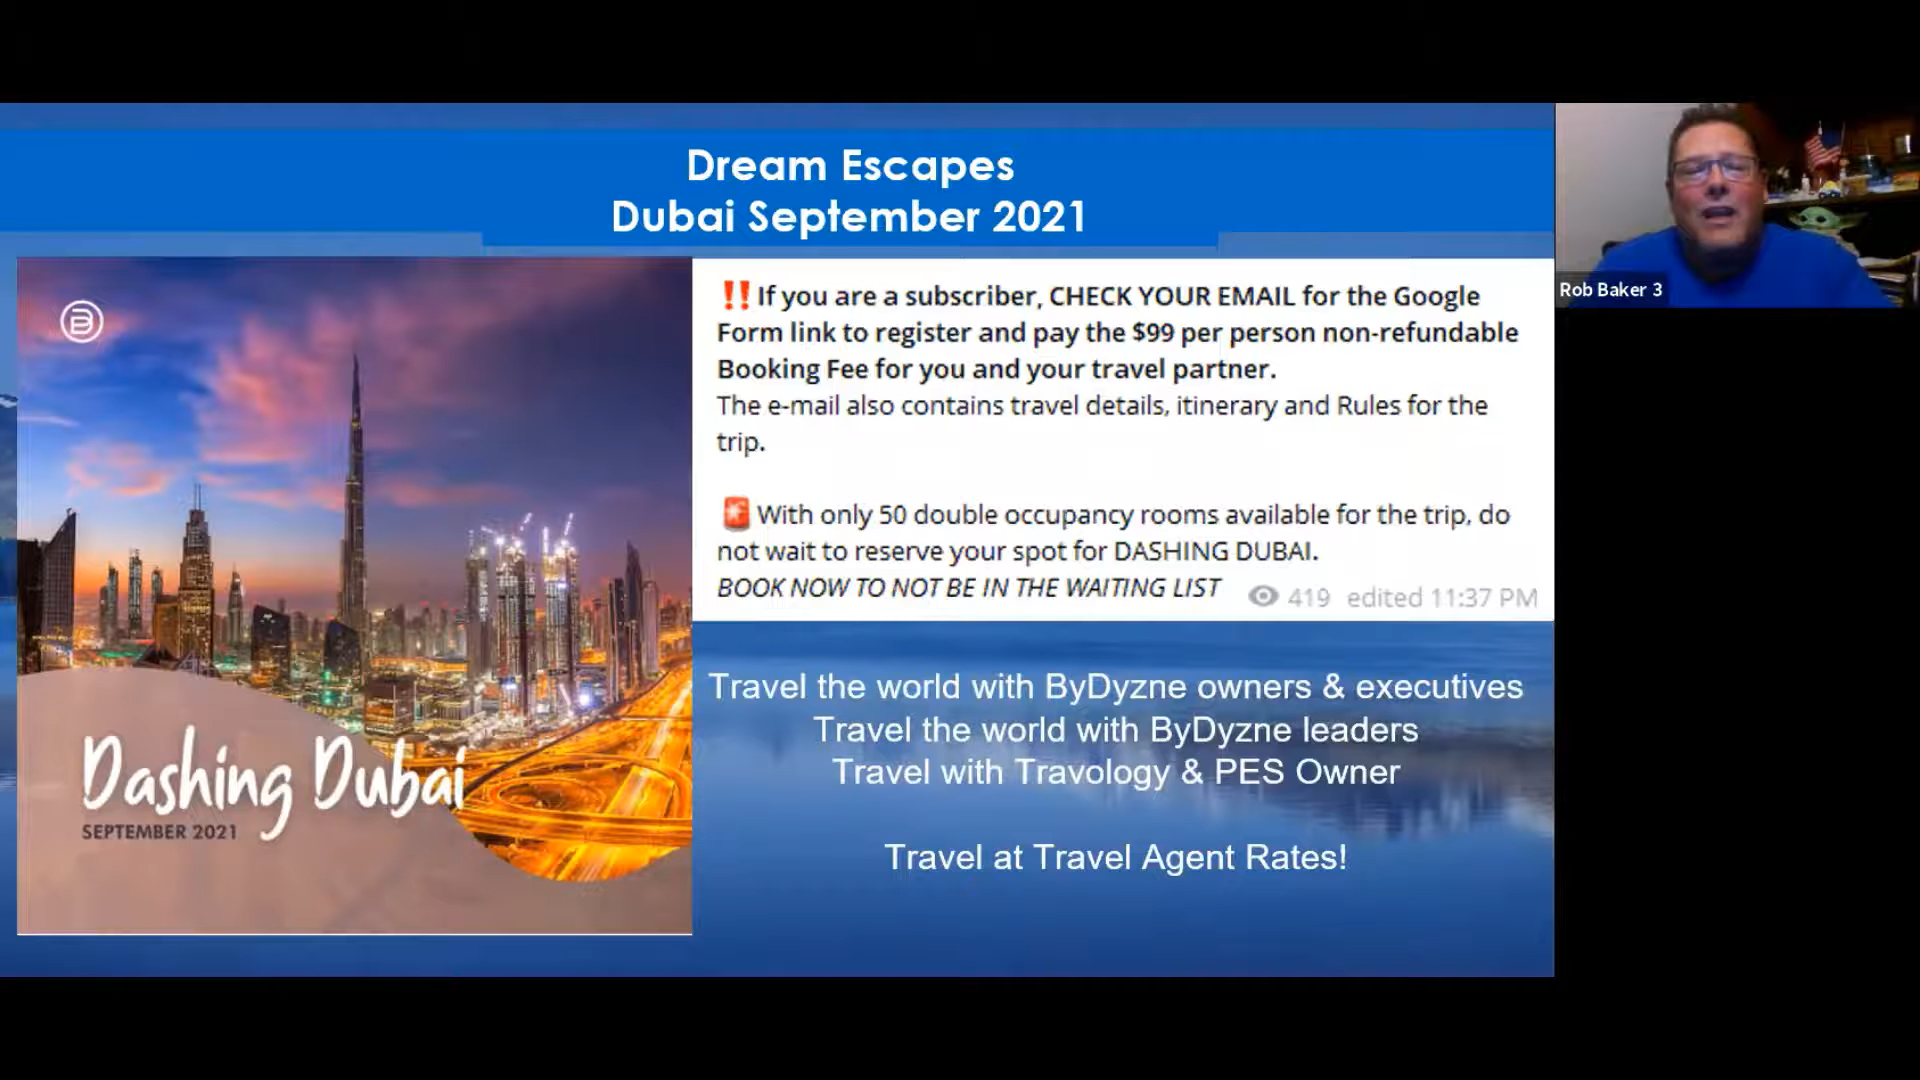 Dream Escapes
Dubai September 2021
‼️If you are a subscriber, CHECK YOUR EMAIL for the Google
Form link to register and pay the $99 per person non-refundable
Booking Fee for you and your travel partner.
The e-mail also contains travel details, itinerary and Rules for the
trip.
🚨With only 50 double occupancy rooms available for the trip, do
not wait to reserve your spot for DASHING DUBAI.
BOOK NOW TO NOT BE IN THE WAITING LIST
419 edited 11:37 PM
Dashing Dubai
SEPTEMBER 2021
Travel the world with ByDyzne owners & executives
Travel the world with ByDyzne leaders
Travel with Travology & PES Owner
Travel at Travel Agent Rates!
Rob Baker 3